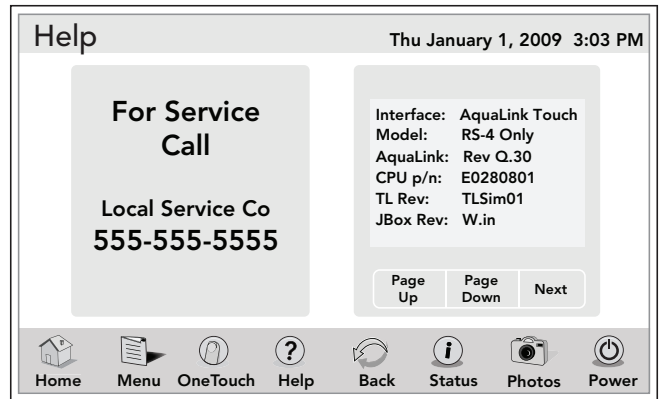 Help
Thu January 1, 2009 3:03 PM
For Service
Call
Local Service Co
555-555-5555
Interface: AquaLink Touch
Model: RS-4 Only
AquaLink: Rev Q.30
CPU p/n: E0280801
TL Rev: TLSim01
JBox Rev: W.in
Page Up
Page Down
Next
Home
Menu
OneTouch
?
Help
Back
i
Status
Photos
Power